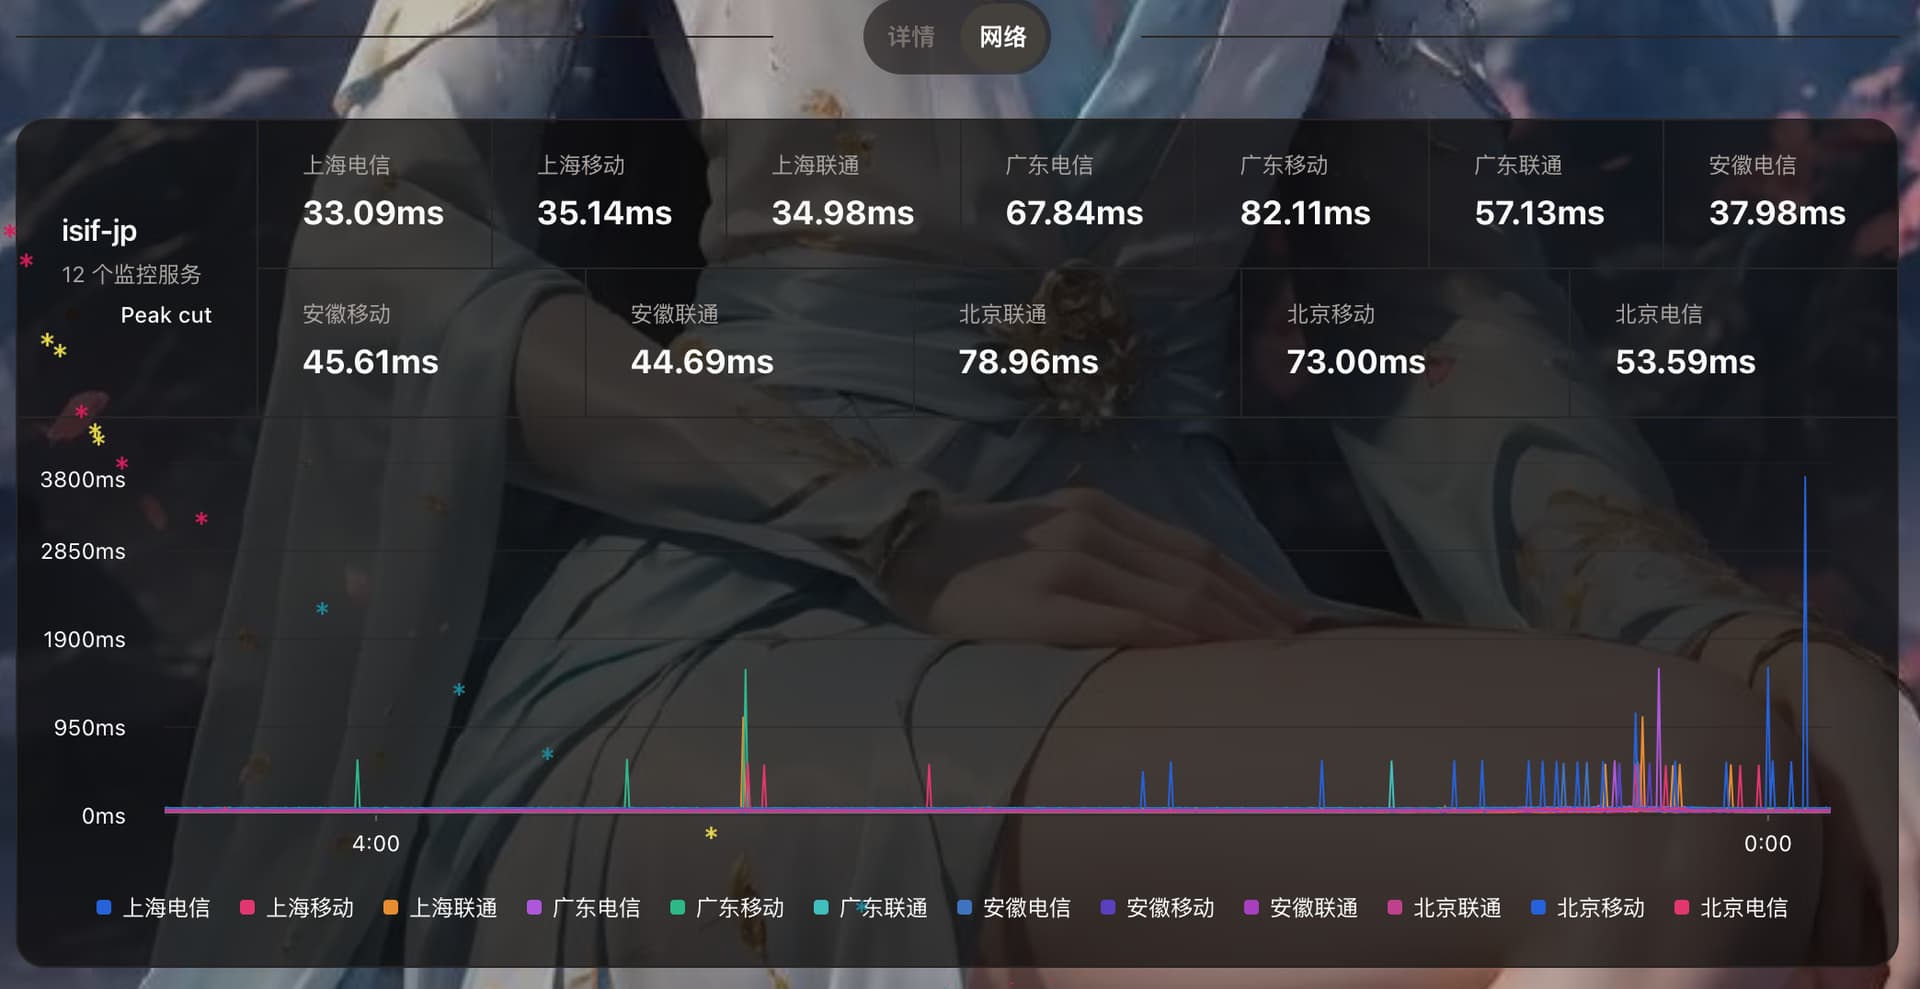 详情 网络
isif-jp
12 个监控服务
Peak cut
上海电信 上海移动 上海联通 广东电信 广东移动 广东联通 安徽电信
33.09ms 35.14ms 34.98ms 67.84ms 82.11ms 57.13ms 37.98ms
安徽移动 安徽联通 北京联通 北京移动 北京电信
45.61ms 44.69ms 78.96ms 73.00ms 53.59ms
3800ms
2850ms
1900ms
950ms
0ms
4:00 0:00
上海电信 上海移动 上海联通 广东电信 广东移动 广东联通 安徽电信 安徽移动 安徽联通 北京联通 北京移动 北京电信